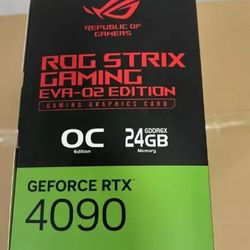 REPUBLIC OF
GAMERS
ROG STRIX
GAMING
EVA-02 EDITION
GAMING GRAPHICS CARD
OC
Edition
24GB
GDDR6X
Memory
GEFORCE RTX™
4090